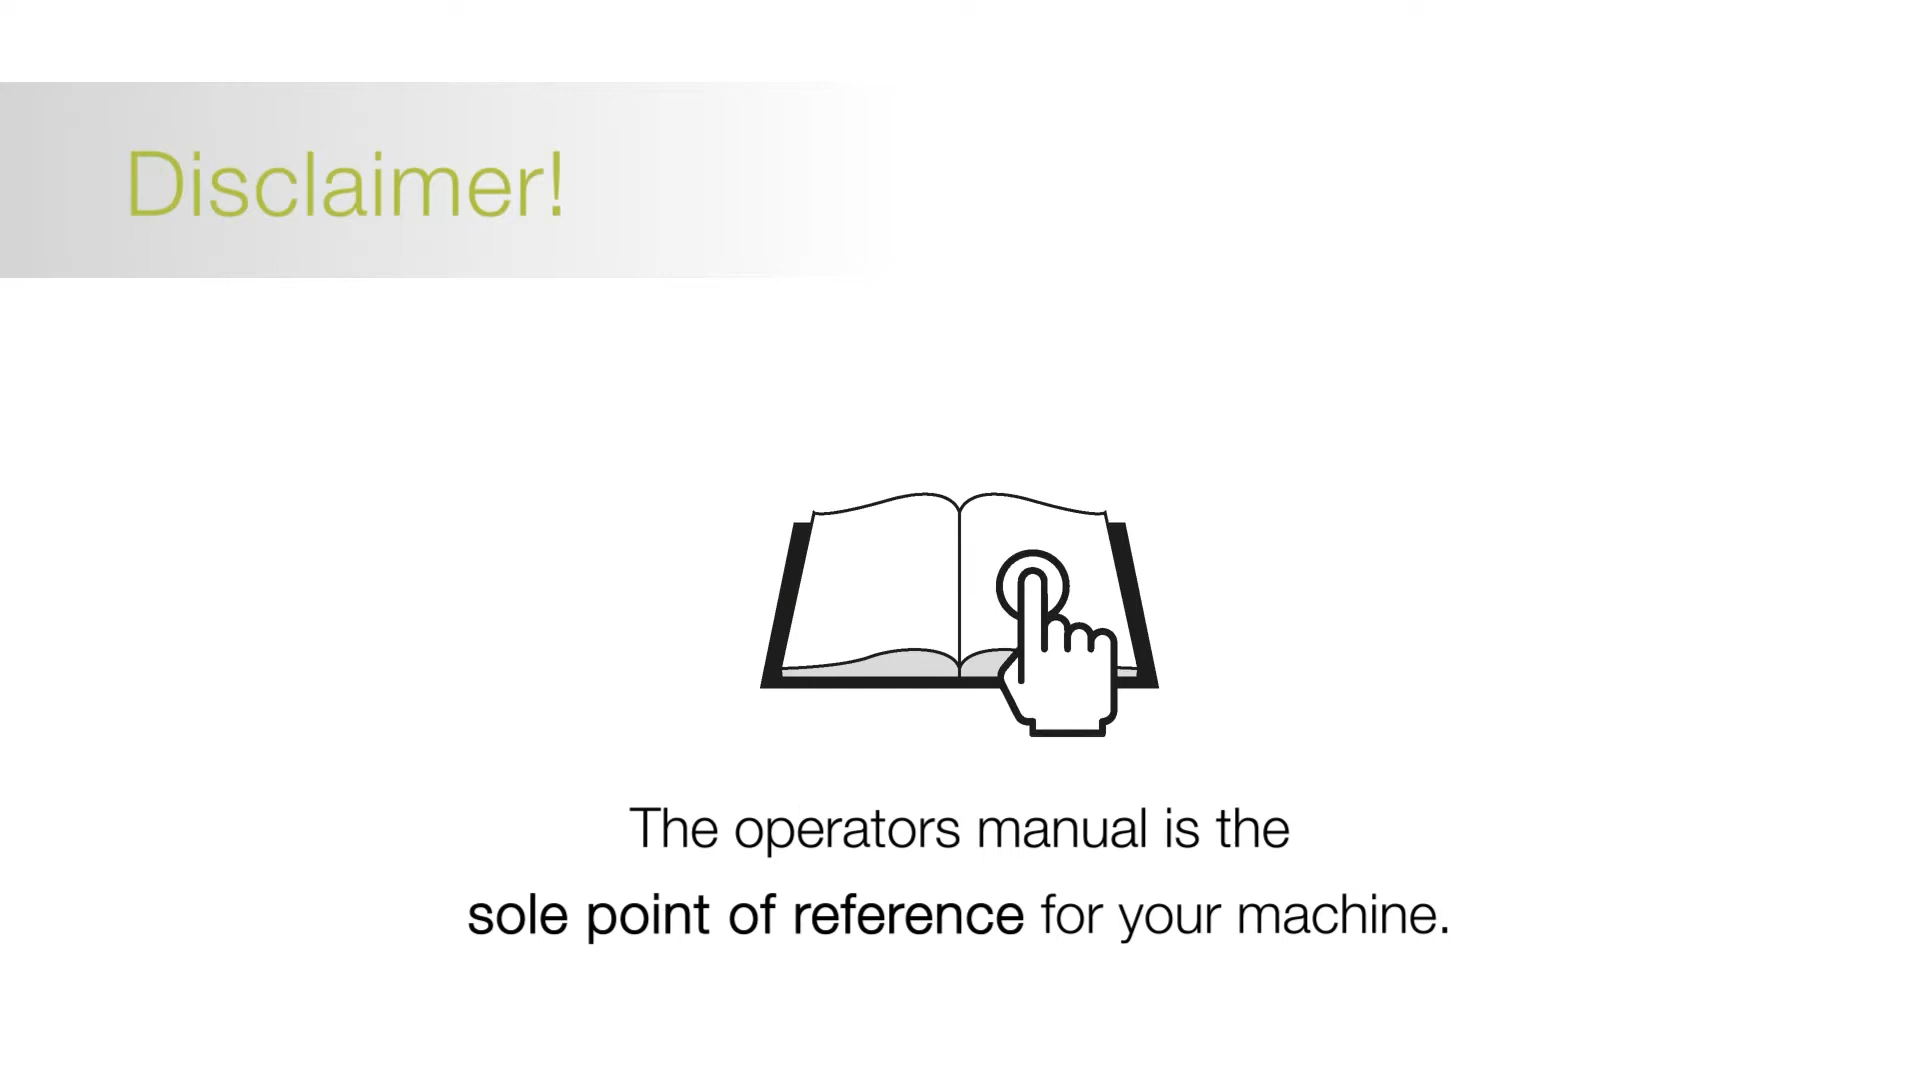 Disclaimer!
The operators manual is the
sole point of reference for your machine.